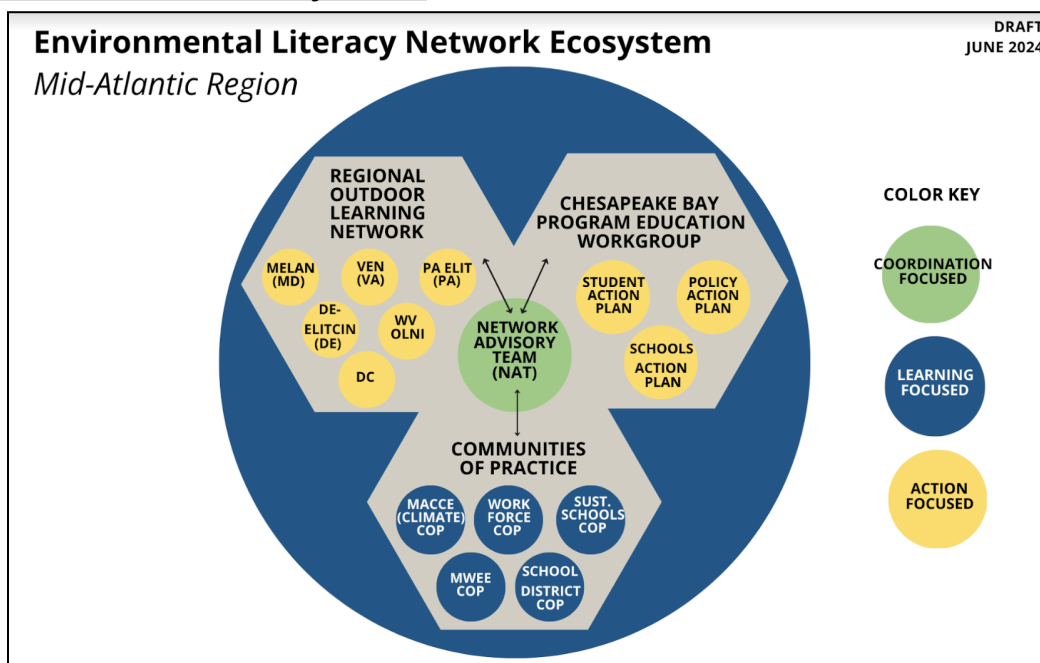 Environmental Literacy Network Ecosystem
Mid-Atlantic Region
DRAFT
JUNE 2024
REGIONAL
OUTDOOR
LEARNING
NETWORK
MELAN
(MD)
VEN
(VA)
PA ELIT
(PA)
DE-
ELITCIN
(DE)
WV
OLNI
DC
CHESAPEAKE BAY
PROGRAM EDUCATION
WORKGROUP
STUDENT
ACTION
PLAN
POLICY
ACTION
PLAN
SCHOOLS
ACTION
PLAN
NETWORK
ADVISORY
TEAM
(NAT)
COMMUNITIES
OF PRACTICE
MACCE
(CLIMATE)
COP
WORK
FORCE
COP
SUST.
SCHOOLS
COP
MWEE
COP
SCHOOL
DISTRICT
COP
COLOR KEY
COORDINATION
FOCUSED
LEARNING
FOCUSED
ACTION
FOCUSED